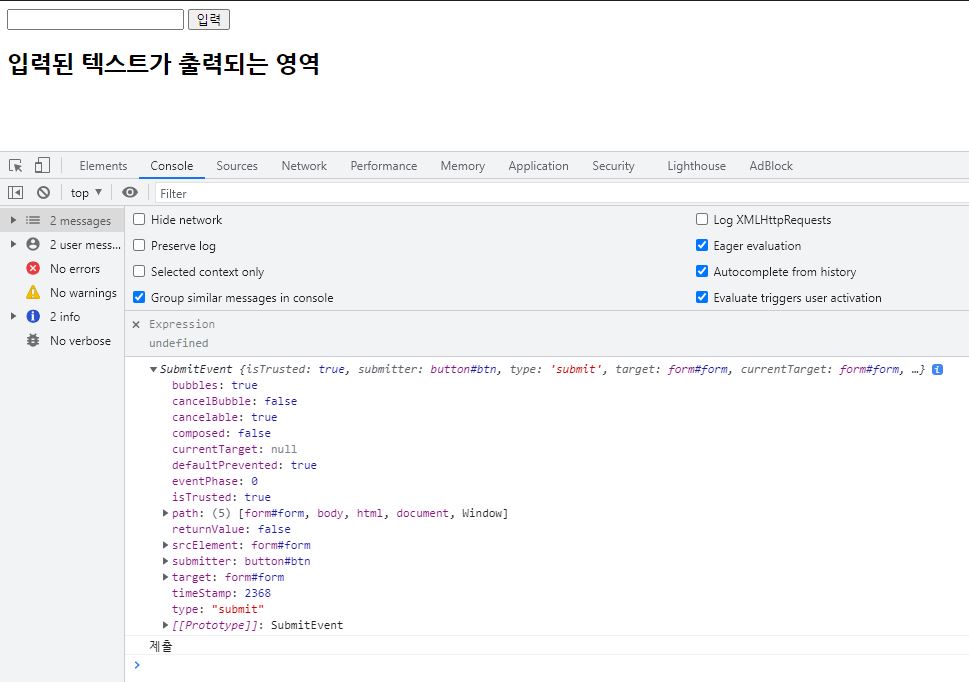 입력
입력된 텍스트가 출력되는 영역
Elements Console Sources Network Performance Memory Application Security Lighthouse AdBlock
top ▼ Filter
2 messages
2 user mess...
No errors
No warnings
2 info
No verbose
Hide network Log XMLHttpRequests
Preserve log Eager evaluation
Selected context only Autocomplete from history
Group similar messages in console Evaluate triggers user activation
× Expression
undefined
▼SubmitEvent {isTrusted: true, submitter: button#btn, type: 'submit', target: form#form, currentTarget: form#form, …} i
bubbles: true
cancelBubble: false
cancelable: true
composed: false
currentTarget: null
defaultPrevented: true
eventPhase: 0
isTrusted: true
▶path: (5) [form#form, body, html, document, Window]
returnValue: false
▶srcElement: form#form
▶submitter: button#btn
▶target: form#form
timeStamp: 2368
type: "submit"
▶[[Prototype]]: SubmitEvent
제출
>